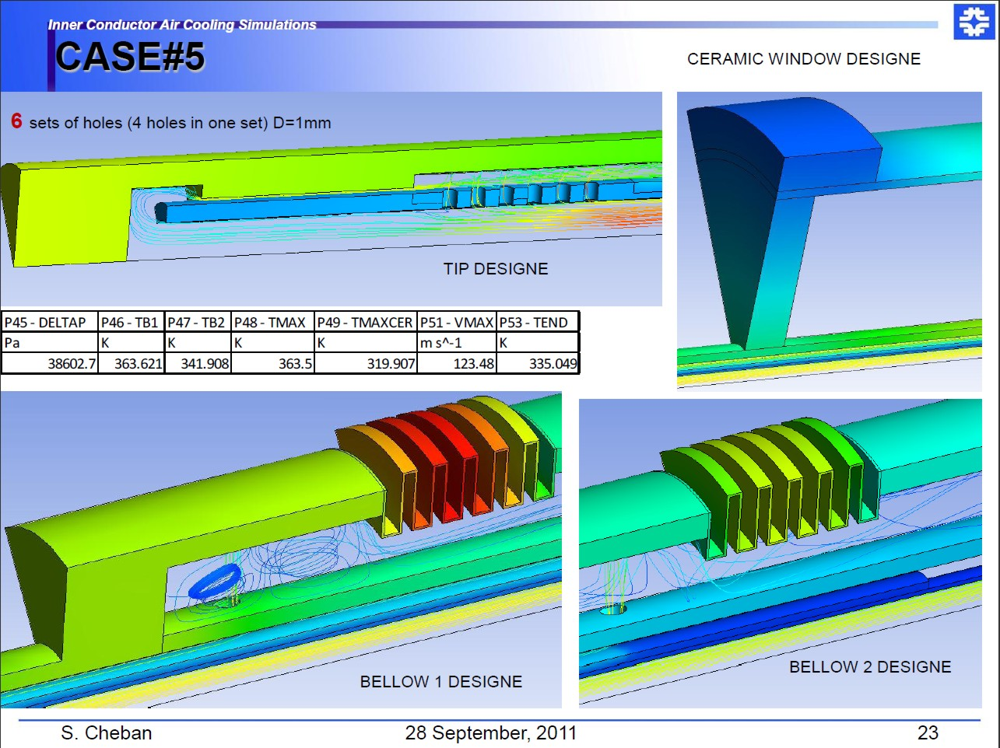 Inner Conductor Air Cooling Simulations
CASE#5
CERAMIC WINDOW DESIGNE
6 sets of holes (4 holes in one set) D=1mm
TIP DESIGNE
P45 - DELTAP P46 - TB1 P47 - TB2 P48 - TMAX P49 - TMAXCER P51 - VMAX P53 - TEND
Pa K K K K m s^-1 K
38602.7 363.621 341.908 363.5 319.907 123.48 335.049
BELLOW 1 DESIGNE
BELLOW 2 DESIGNE
S. Cheban 28 September, 2011 23